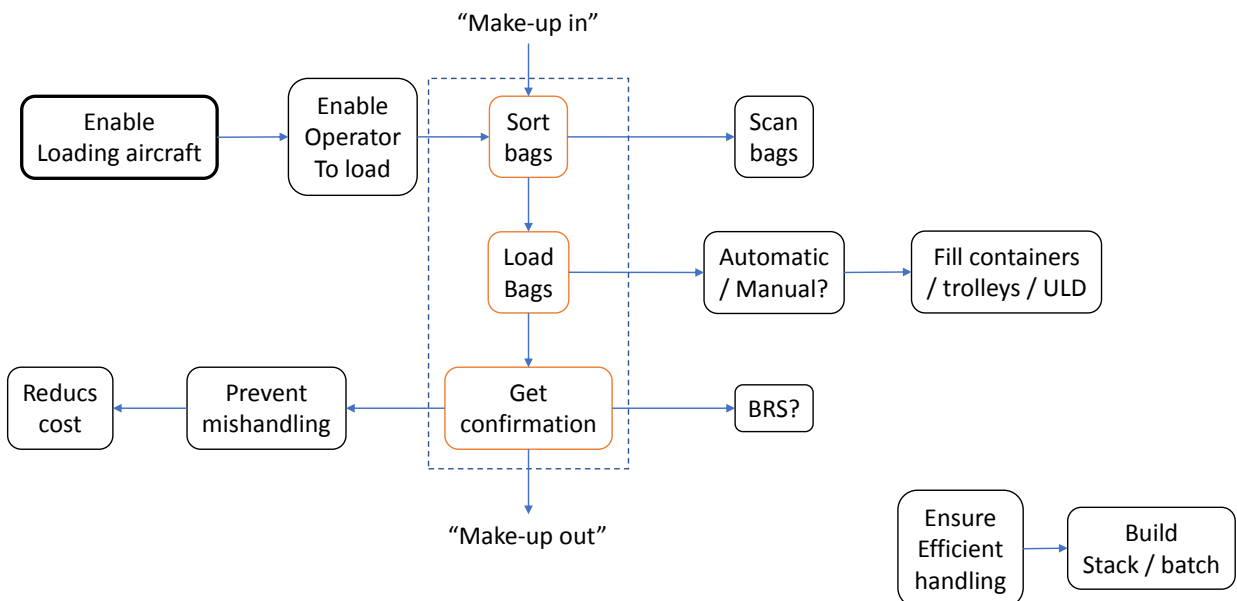 “Make-up in”
Enable
Loading aircraft
Enable
Operator
To load
Sort
bags
Scan
bags
Load
Bags
Automatic
/ Manual?
Fill containers
/ trolleys / ULD
Reducs
cost
Prevent
mishandling
Get
confirmation
BRS?
“Make-up out”
Ensure
Efficient
handling
Build
Stack / batch